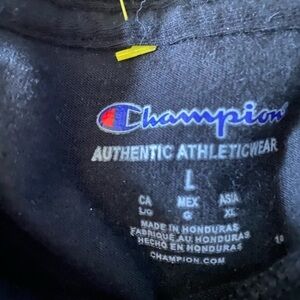 Champion
AUTHENTIC ATHLETICWEAR
L
CA MEX ASIA
L/G G XL
MADE IN HONDURAS
FABRIQUÉ AU HONDURAS
HECHO EN HONDURAS
CHAMPION.COM